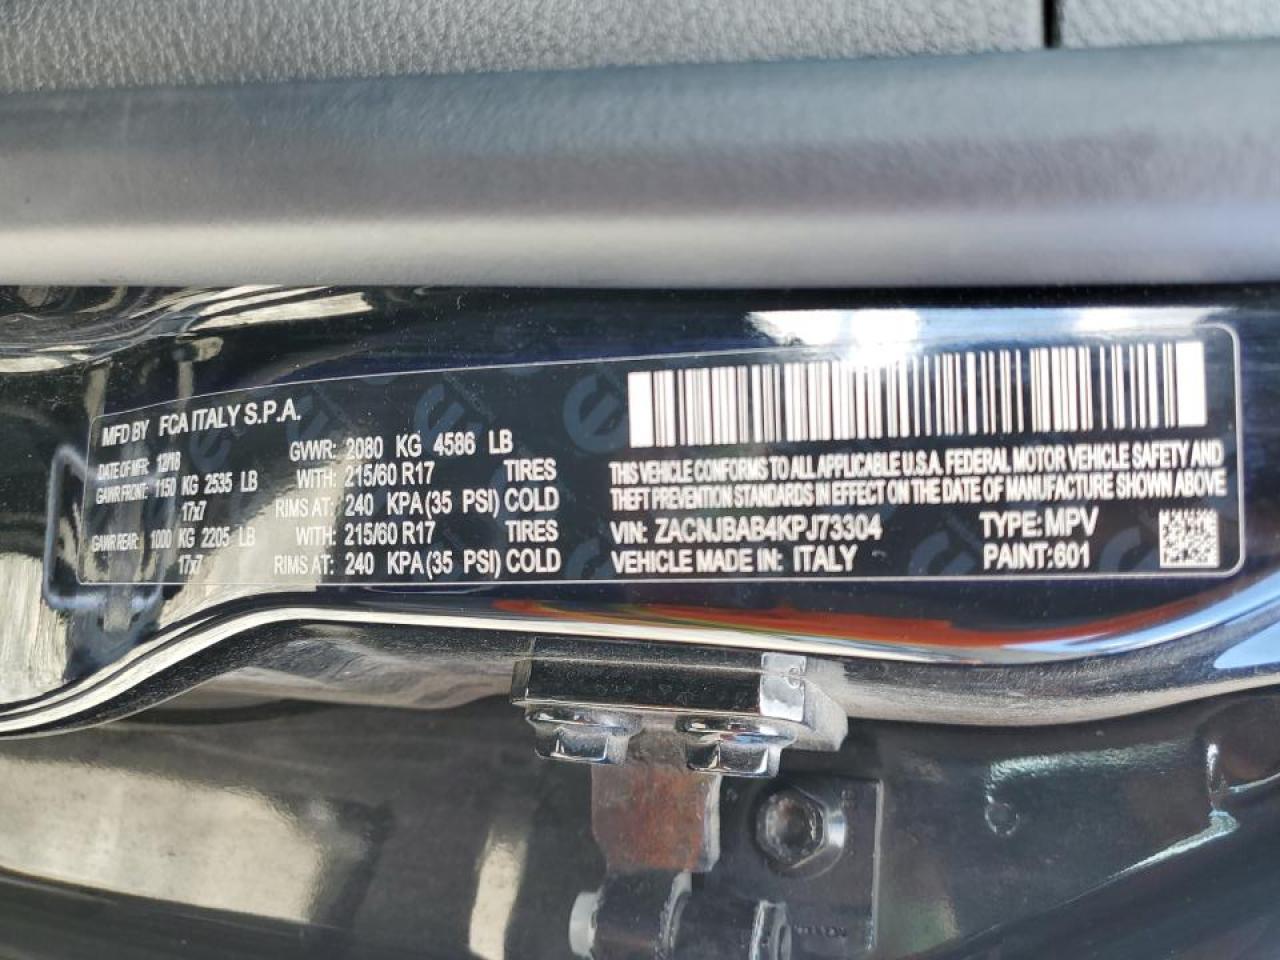 MFD BY FCA ITALY S.P.A.
DATE OF MFR: 12/18 GVWR: 2080 KG 4586 LB
GAWR FRONT: 1150 KG 2535 LB WITH: 215/60 R17 TIRES
17x7 RIMS AT: 240 KPA(35 PSI) COLD
GAWR REAR: 1000 KG 2205 LB WITH: 215/60 R17 TIRES
17x7 RIMS AT: 240 KPA(35 PSI) COLD
THIS VEHICLE CONFORMS TO ALL APPLICABLE U.S.A. FEDERAL MOTOR VEHICLE SAFETY AND
THEFT PREVENTION STANDARDS IN EFFECT ON THE DATE OF MANUFACTURE SHOWN ABOVE
VIN: ZACNJBAB4KPJ73304 TYPE: MPV
VEHICLE MADE IN: ITALY PAINT:601